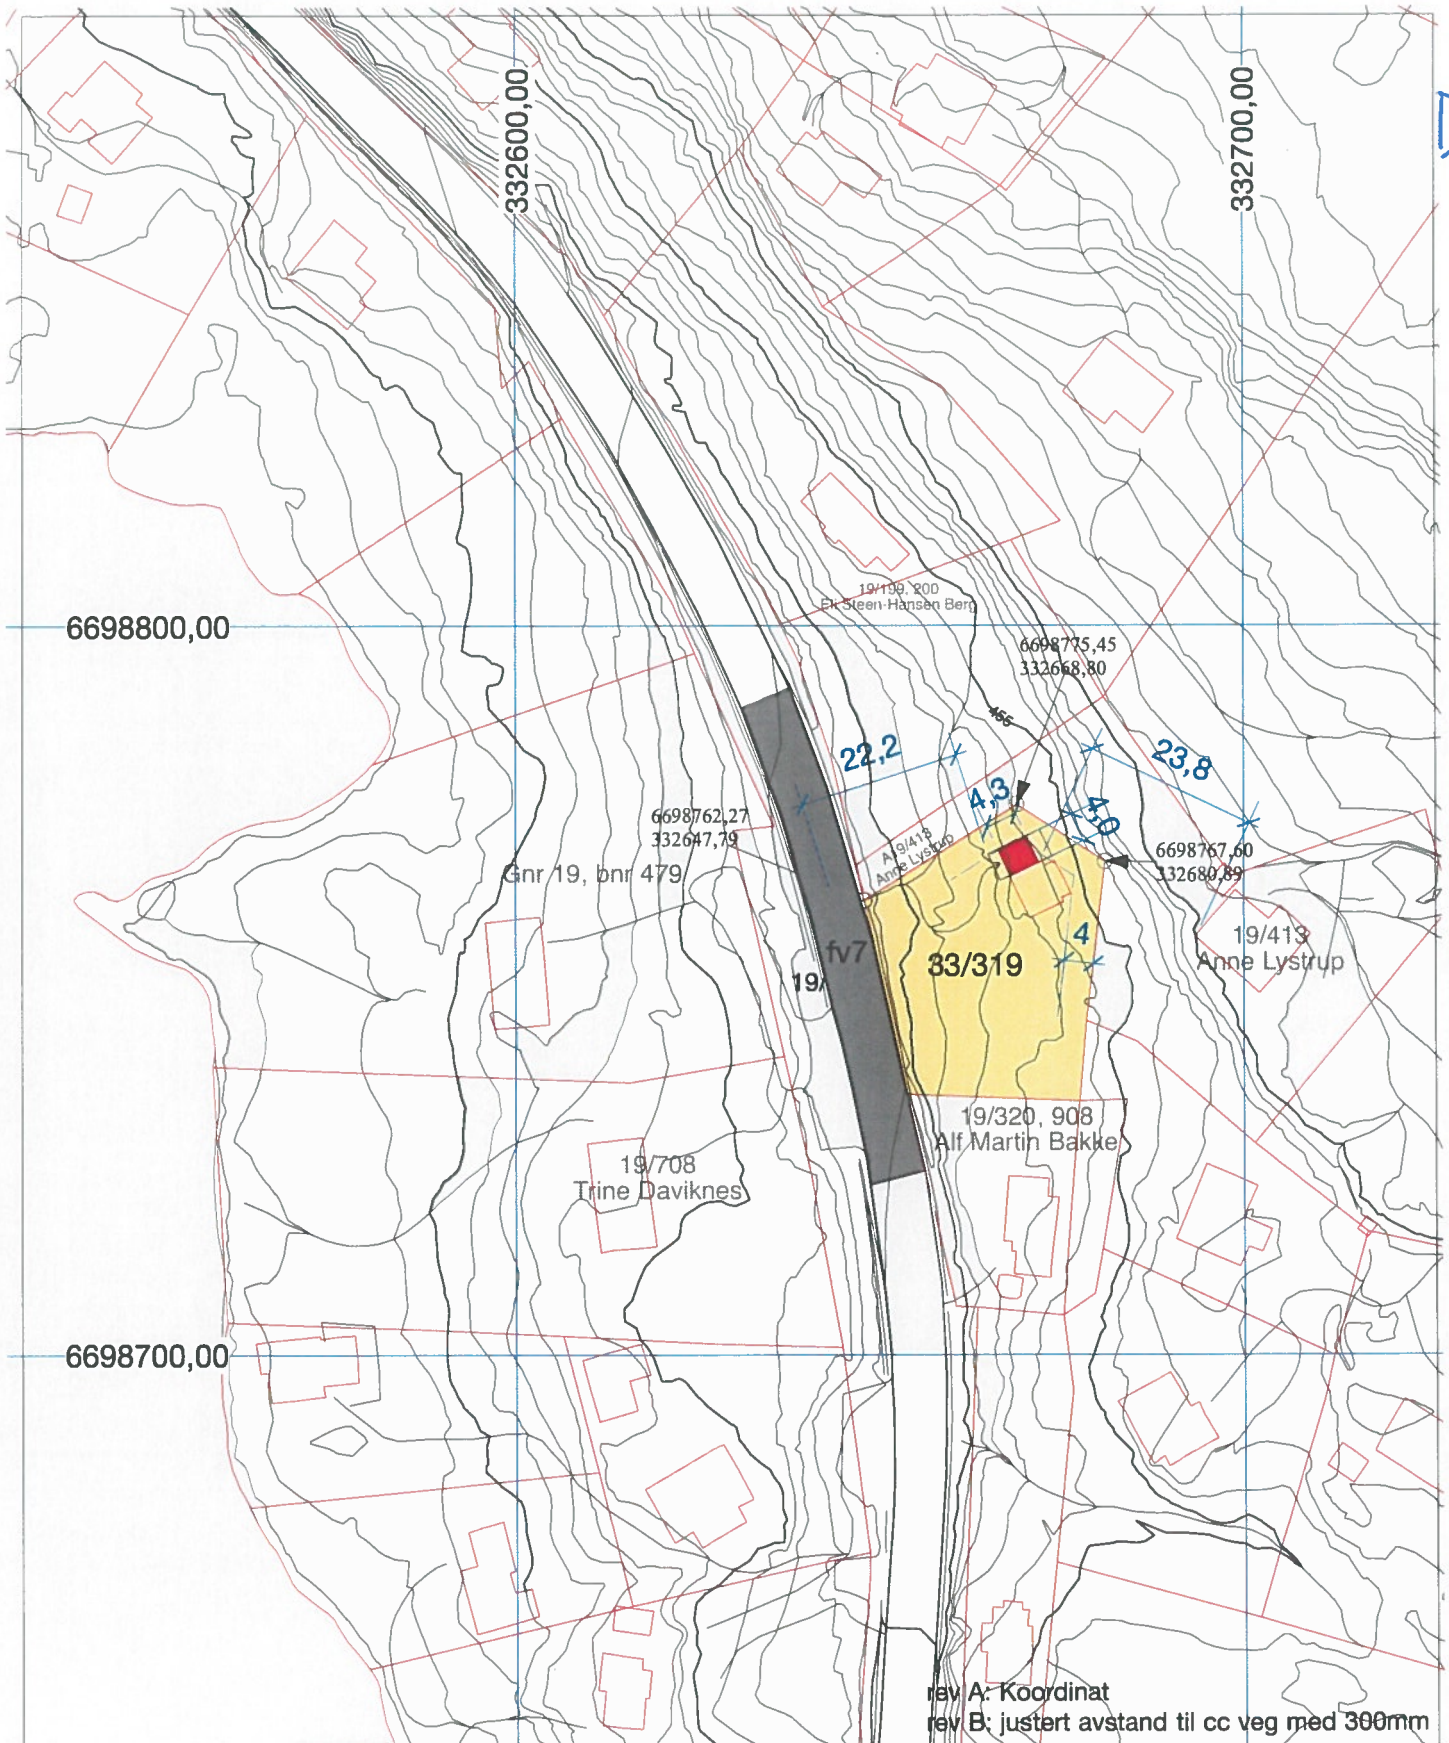 332600,00
332700,00
19/199, 200
Eli Steen-Hansen Berg
6698800,00
6698775,45
332668,80
455
22,2
23,8
4,3
4,0
6698762,27
332647,79
19/413
Anne Lystrup
6698767,60
332680,89
Gnr 19, bnr 479
19/413
Anne Lystrup
4
fv7
33/319
19/
19/320, 908
Alf Martin Bakke
19/708
Trine Daviknes
6698700,00
rev A: Koordinat
rev B: justert avstand til cc veg med 300mm